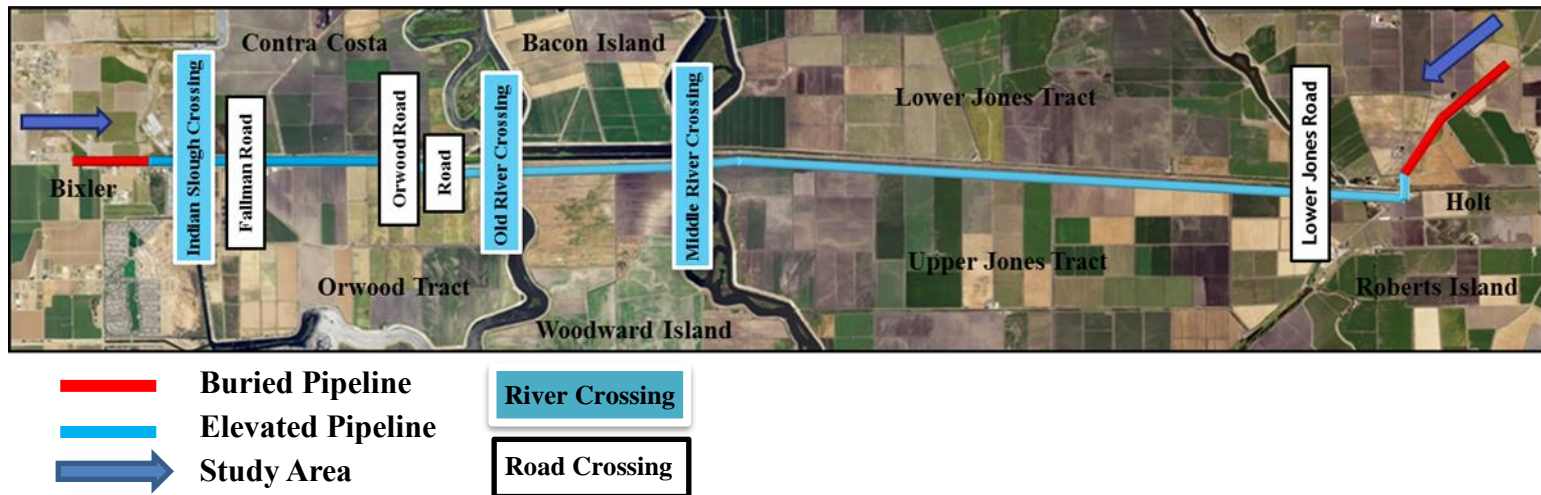 Contra Costa
Bacon Island
Lower Jones Tract
Indian Slough Crossing
Fallman Road
Orwood Road
Road
Old River Crossing
Middle River Crossing
Lower Jones Road
Bixler
Holt
Orwood Tract
Woodward Island
Upper Jones Tract
Roberts Island
Buried Pipeline
Elevated Pipeline
Study Area
River Crossing
Road Crossing